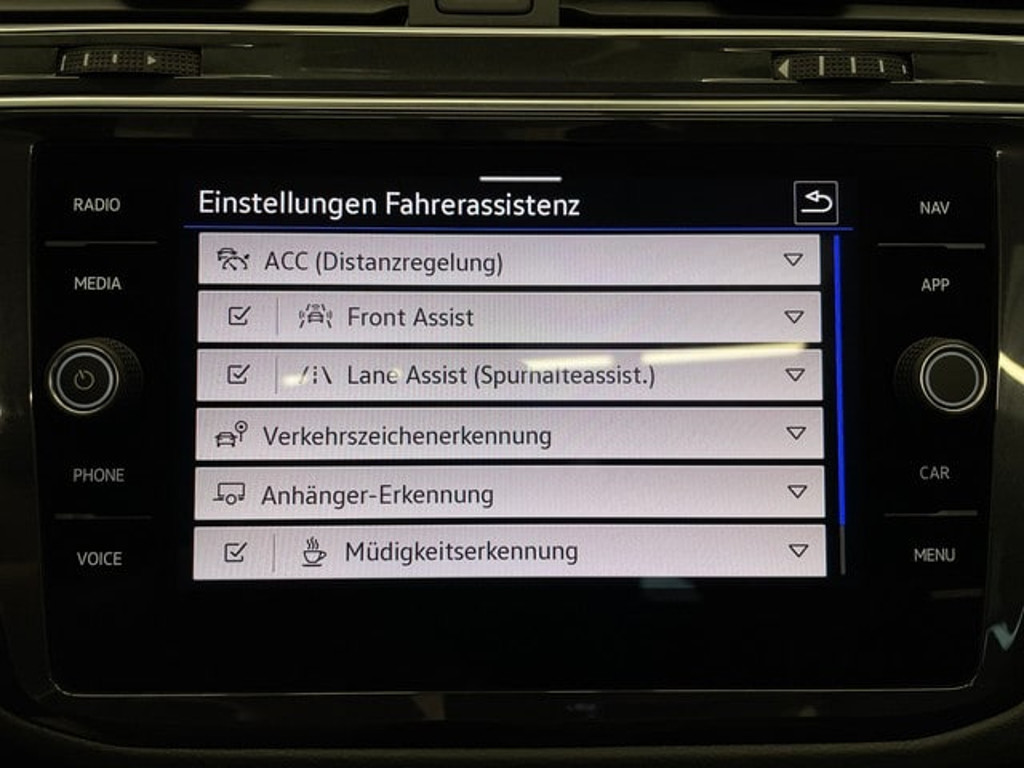 RADIO
MEDIA
PHONE
VOICE
Einstellungen Fahrerassistenz
ACC (Distanzregelung)
Front Assist
Lane Assist (Spurhalteassist.)
Verkehrszeichenerkennung
Anhänger-Erkennung
Müdigkeitserkennung
NAV
APP
CAR
MENU